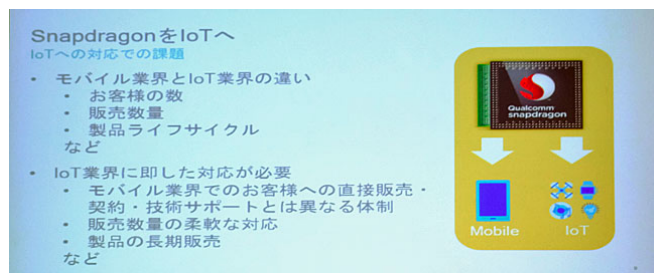 SnapdragonをIoTへ
IoTへの対応での課題
• モバイル業界とIoT業界の違い
• お客様の数
• 販売数量
• 製品ライフサイクル
など
• IoT業界に即した対応が必要
• モバイル業界でのお客様への直接販売・
契約・技術サポートとは異なる体制
• 販売数量の柔軟な対応
• 製品の長期販売
など
Qualcomm
snapdragon
Mobile
IoT